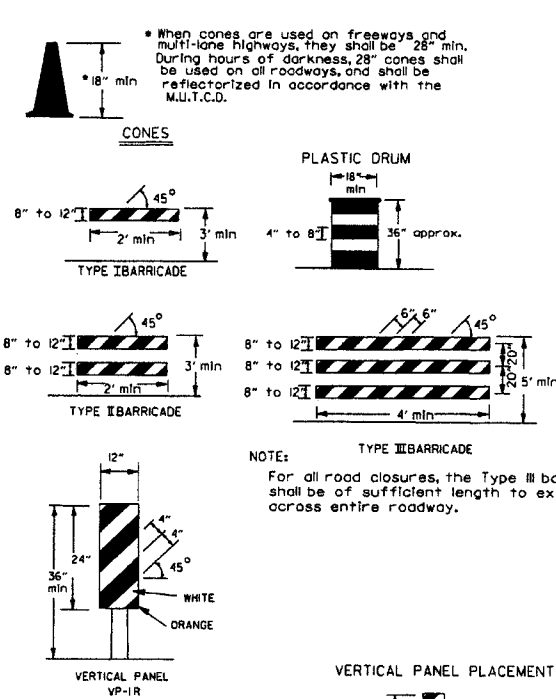 * When cones are used on freeways and
multi-lane highways, they shall be 28" min.
During hours of darkness, 28" cones shall
be used on all roadways, and shall be
reflectorized in accordance with the
M.U.T.C.D.
*18" min
CONES
PLASTIC DRUM
18"
min
4" to 8"
36" approx.
45°
8" to 12"
2' min
3' min
TYPE I BARRICADE
45°
8" to 12"
8" to 12"
2' min
3' min
TYPE II BARRICADE
6" 6"
45°
8" to 12"
8" to 12"
8" to 12"
20"
20"
5' min
4' min
TYPE III BARRICADE
NOTE:
For all road closures, the Type III ba
shall be of sufficient length to ex
across entire roadway.
12"
4"
4"
45°
24"
36"
min
WHITE
ORANGE
VERTICAL PANEL
VP-1R
VERTICAL PANEL PLACEMENT